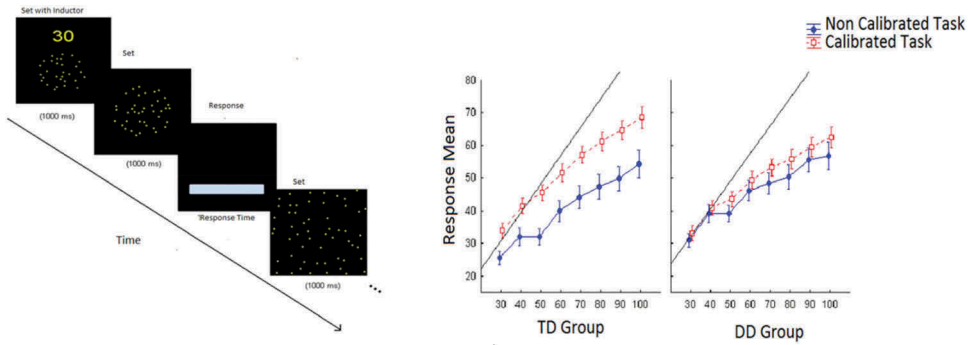 Set with Inductor
30
(1000 ms)
Set
(1000 ms)
Response
'Response Time
Set
(1000 ms)
...
Time
Non Calibrated Task
Calibrated Task
Response Mean
80
70
60
50
40
30
20
30 40 50 60 70 80 90 100
TD Group
30 40 50 60 70 80 90 100
DD Group